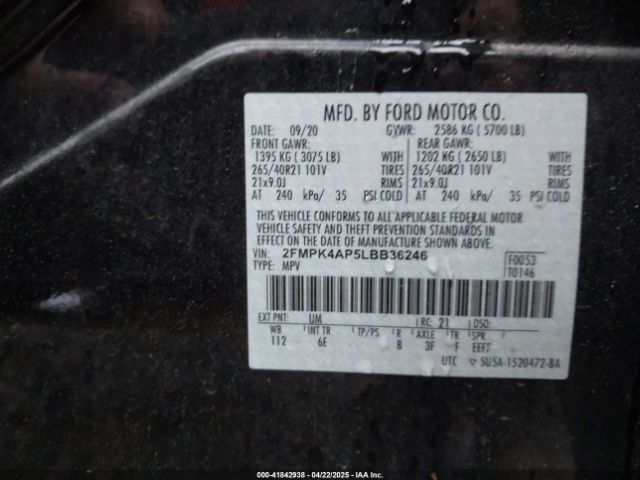 MFD. BY FORD MOTOR CO.
DATE: 09/20 GVWR: 2586 KG ( 5700 LB)
FRONT GAWR: REAR GAWR:
1395 KG ( 3075 LB) WITH 1202 KG ( 2650 LB) WITH
265/40R21 101V TIRES 265/40R21 101V TIRES
21x9.0J RIMS 21x9.0J RIMS
AT 240 kPa/ 35 PSI COLD AT 240 kPa/ 35 PSI COLD
THIS VEHICLE CONFORMS TO ALL APPLICABLE FEDERAL MOTOR
VEHICLE SAFETY AND THEFT PREVENTION STANDARDS IN
EFFECT ON THE DATE OF MANUFACTURE SHOWN ABOVE.
VIN: 2FMPK4AP5LBB36246 F0053
TYPE: MPV T0146
EXT PNT: UM RC: 21 DSO:
WB INT TR TP/PS R AXLE TR SPR
112 6E B 3F F EEFF
UTC ▽ SU5A-1520472-BA
000-41842938 - 04/22/2025 - IAA, Inc.